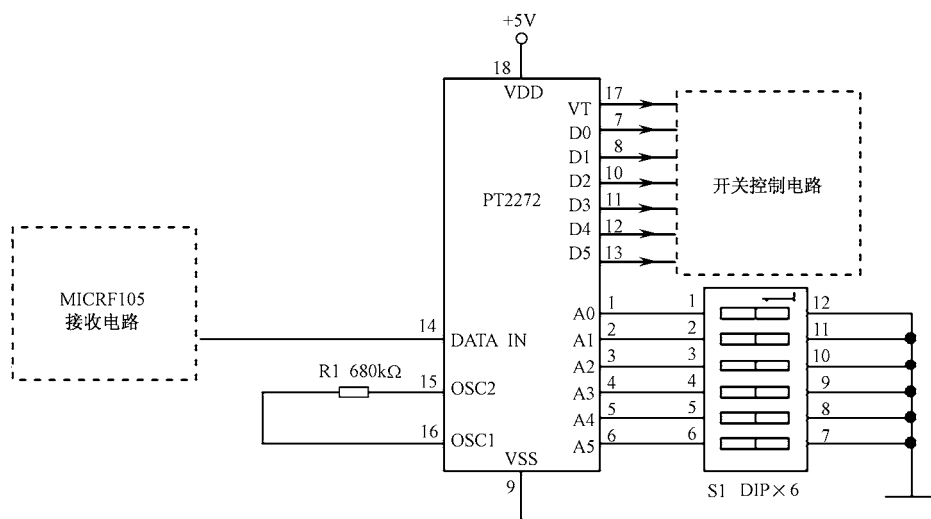 +5V
18
VDD
17
VT
7
D0
8
D1
10
D2
11
D3
12
D4
13
D5
PT2272
开关控制电路
MICRF105
接收电路
14
DATA IN
R1 680kΩ
15
OSC2
16
OSC1
VSS
9
A0 1 1 12
A1 2 2 11
A2 3 3 10
A3 4 4 9
A4 5 5 8
A5 6 6 7
S1 DIP×6